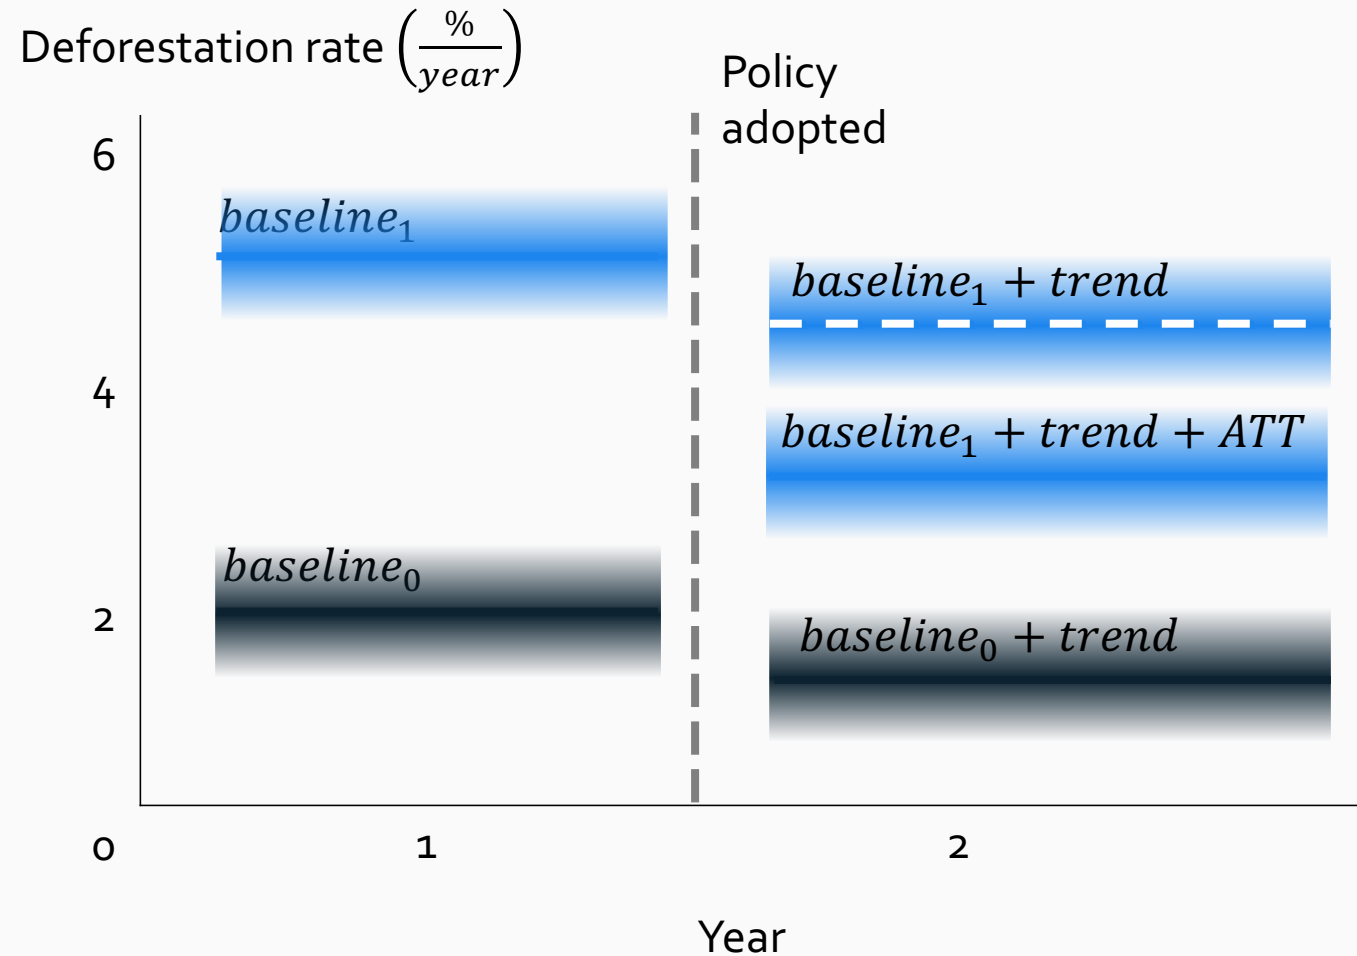 Deforestation rate (%/year)
Policy
adopted
6
baseline₁
baseline₁ + trend
4
baseline₁ + trend + ATT
baseline₀
2
baseline₀ + trend
0 1 2
Year